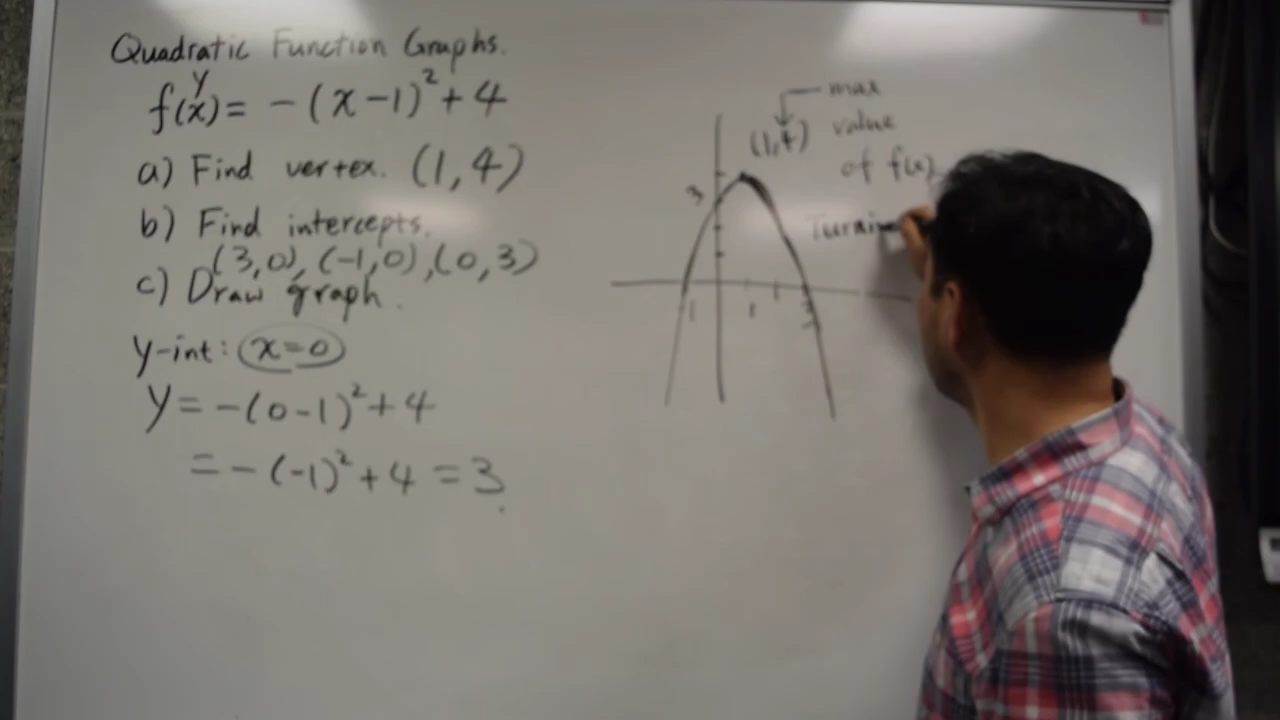 Quadratic Function Graphs.
y
f(x) = -(x-1)² + 4
a) Find vertex. (1,4)
b) Find intercepts.
(3,0), (-1,0), (0,3)
c) Draw graph.
y-int: x=0
y = -(0-1)² + 4
= -(-1)² + 4 = 3
max
(1,4) value
of f(x)
3
-1 1 3